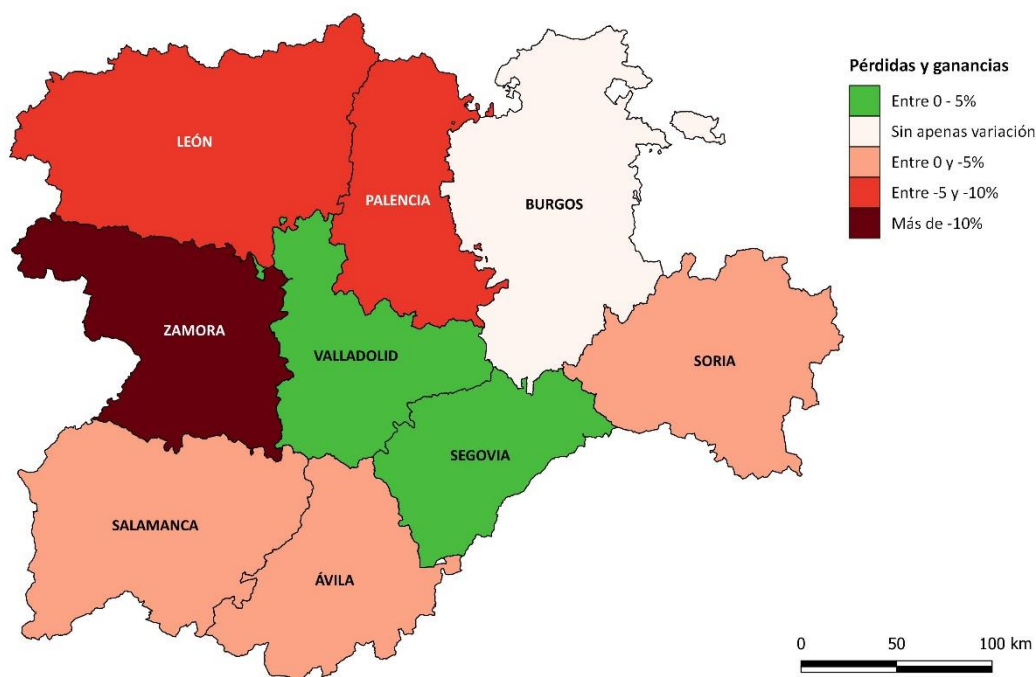 Pérdidas y ganancias
Entre 0 - 5%
Sin apenas variación
Entre 0 y -5%
Entre -5 y -10%
Más de -10%
LEÓN
PALENCIA
BURGOS
ZAMORA
VALLADOLID
SORIA
SEGOVIA
SALAMANCA
ÁVILA
0 50 100 km